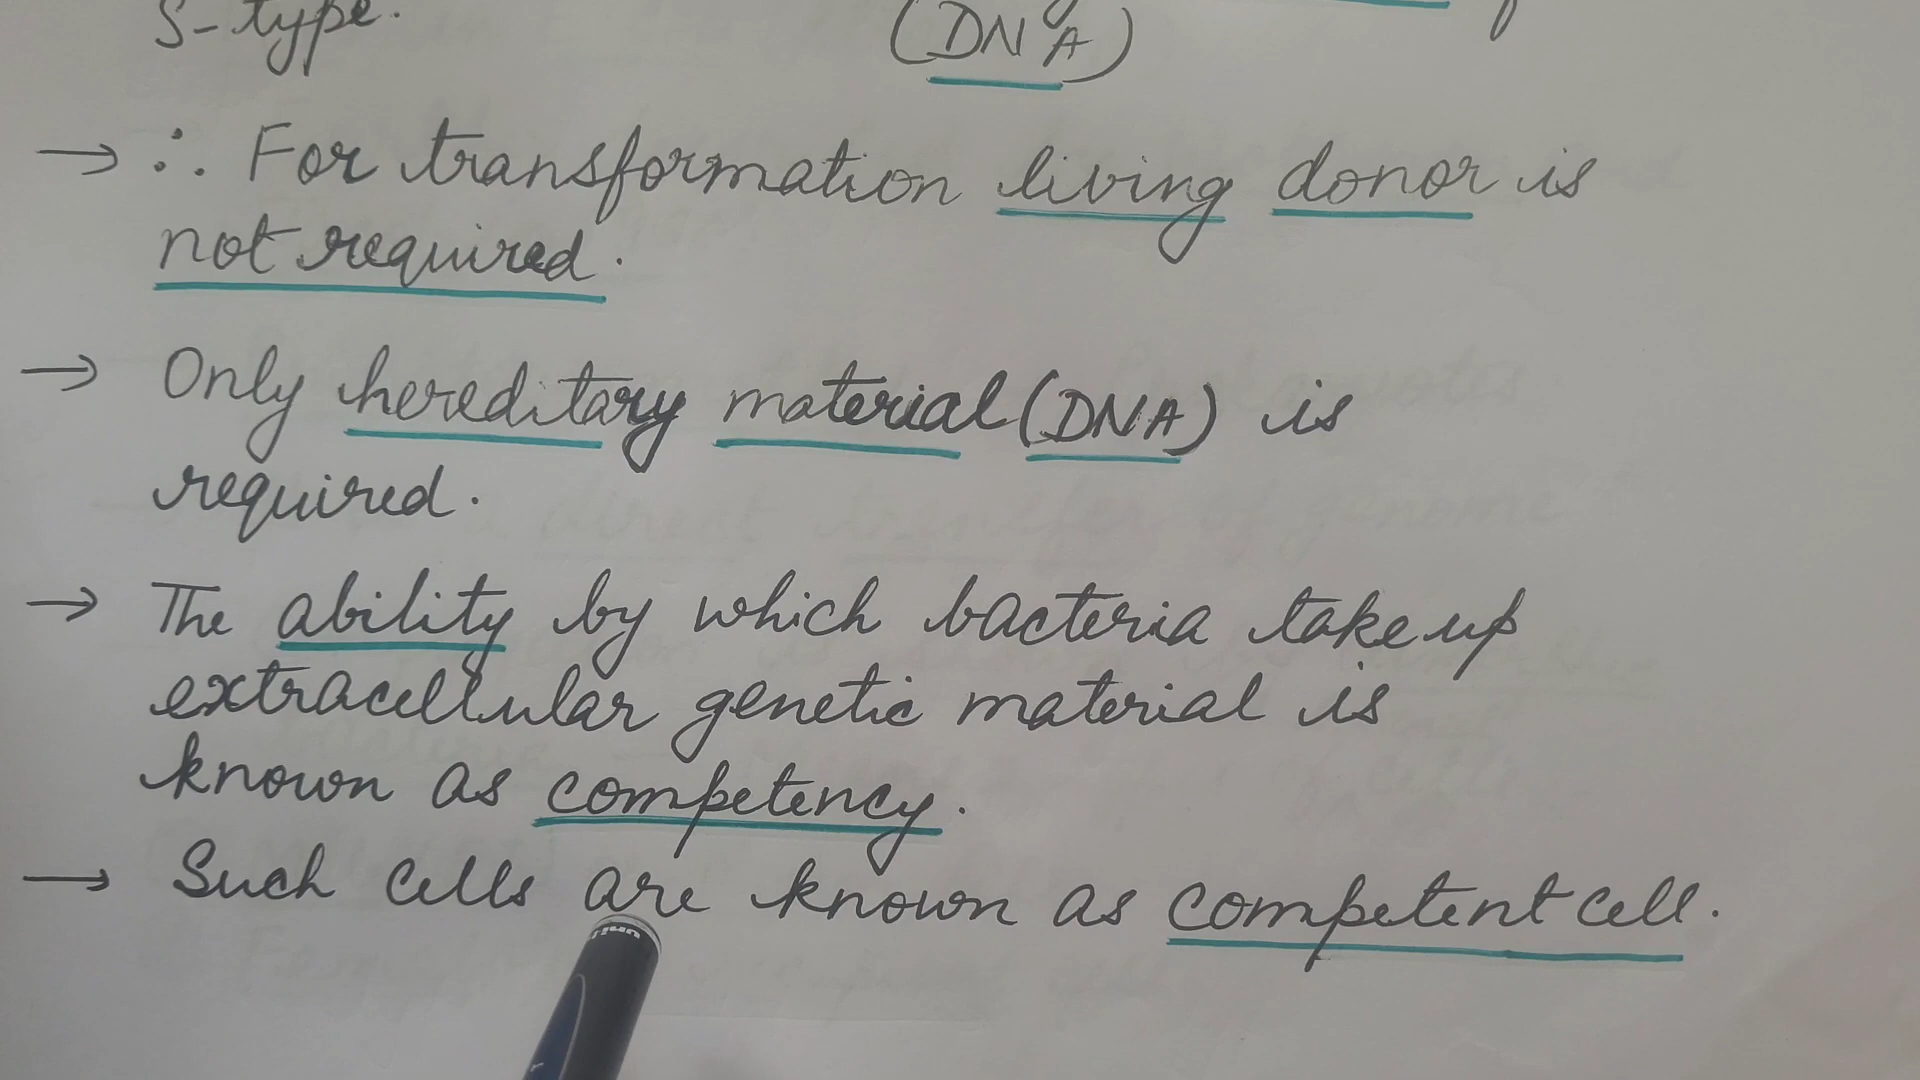 S-type.
(DNA)
→ ∴ For transformation living donor is
not required.
→ Only hereditary material (DNA) is
required.
→ The ability by which bacteria take up
extracellular genetic material is
known as competency.
→ Such cells are known as competent cell.